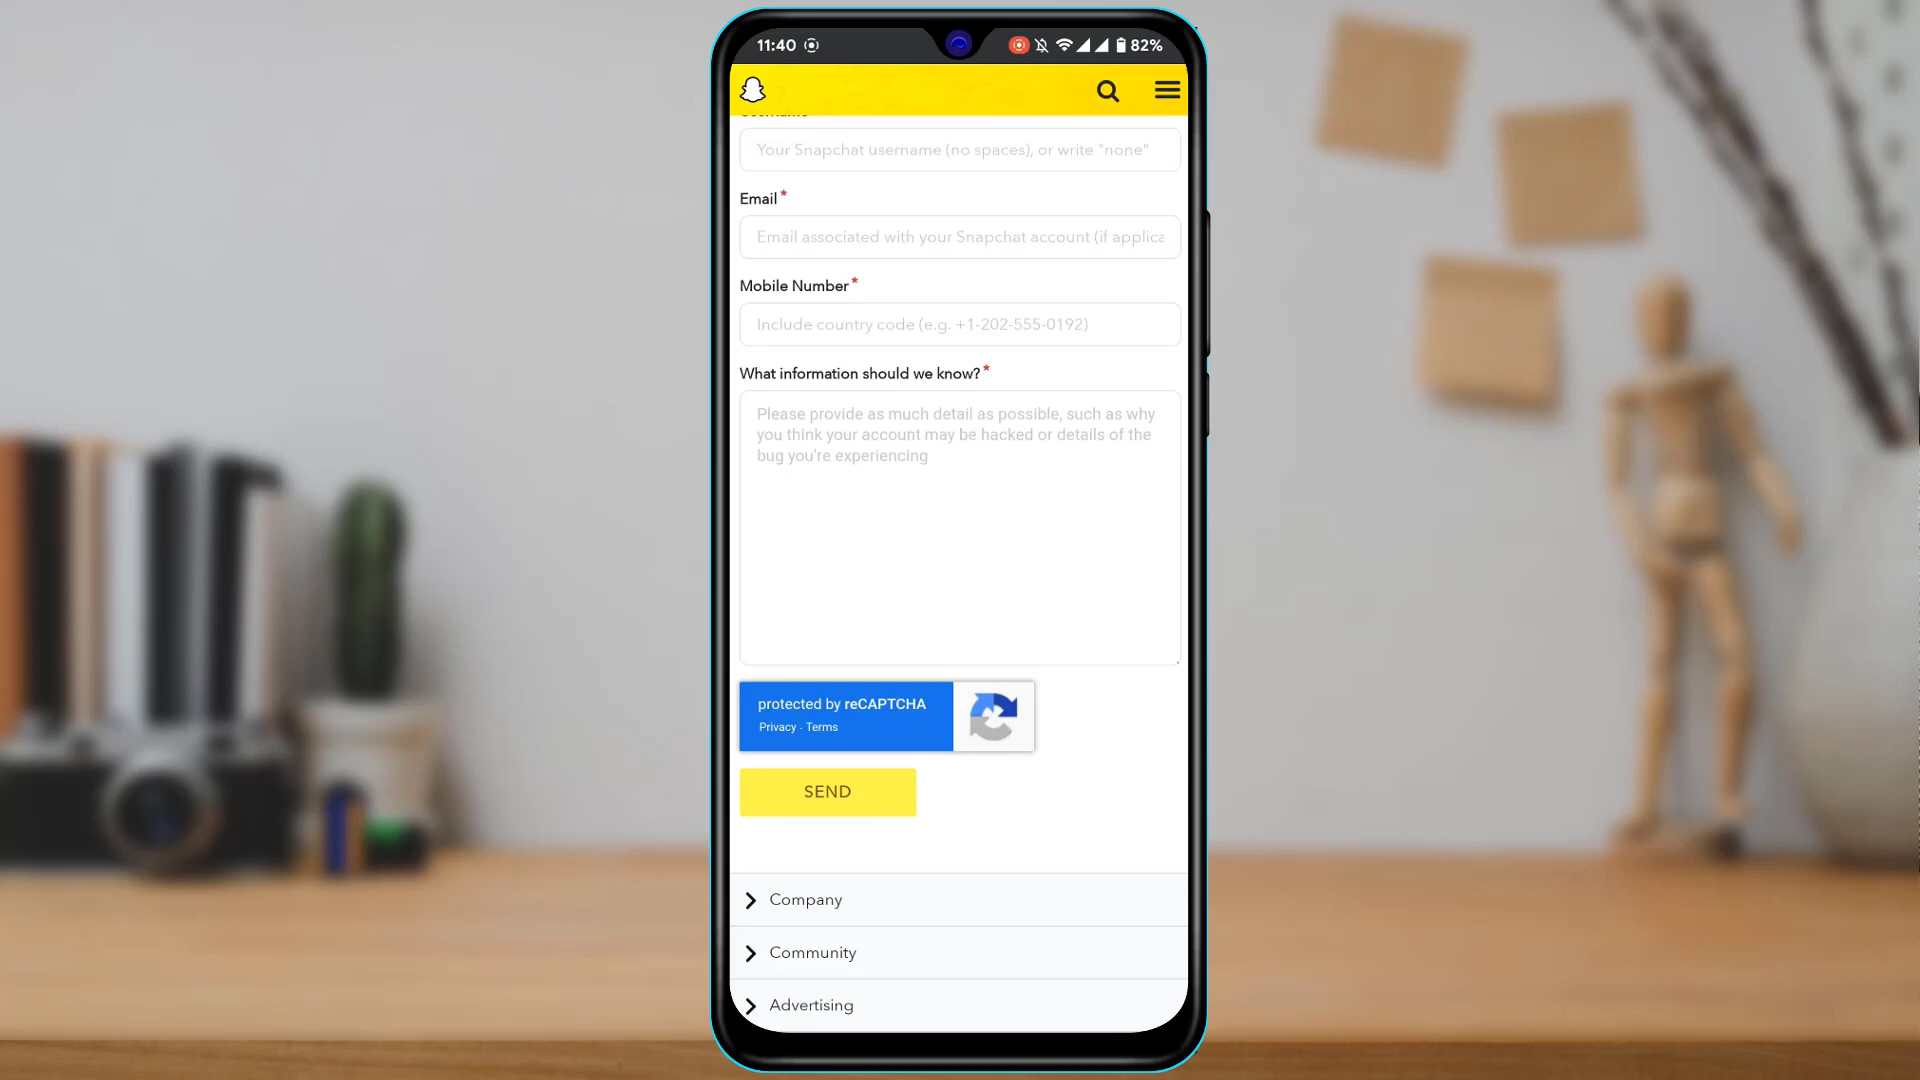 11:40
82%
Your Snapchat username (no spaces), or write "none"
Email *
Email associated with your Snapchat account (if applica
Mobile Number *
Include country code (e.g. +1-202-555-0192)
What information should we know? *
Please provide as much detail as possible, such as why
you think your account may be hacked or details of the
bug you're experiencing
protected by reCAPTCHA
Privacy - Terms
SEND
Company
Community
Advertising